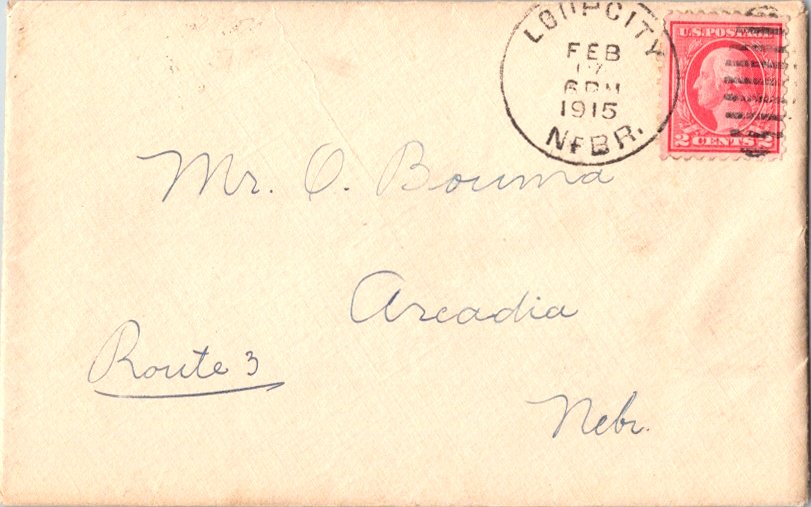 LOUP CITY
FEB
17
6 PM
1915
NEBR.
U.S. POSTAGE
2 CENTS 2
Mr. O. Bouma
Arcadia
Route 3
Nebr.